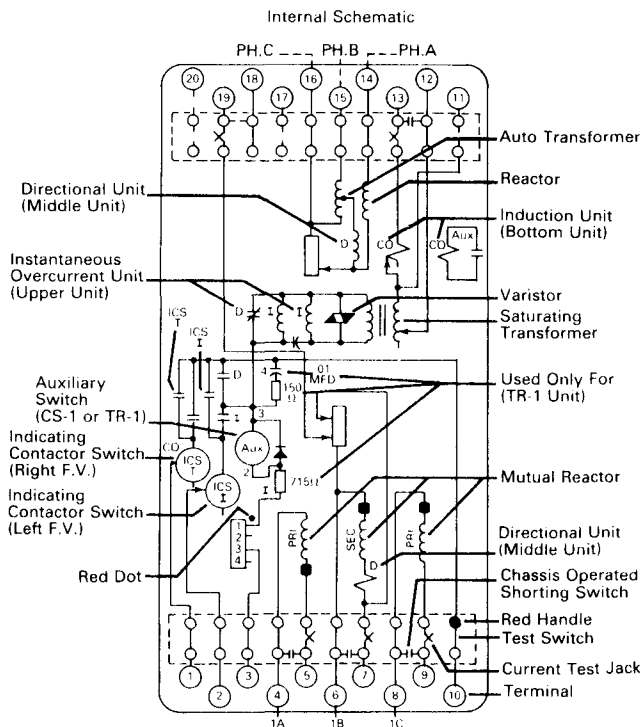 Internal Schematic
PH.C PH.B PH.A
20 18 16 15 14 12
19 17 13 11
Auto Transformer
Reactor
Directional Unit
(Middle Unit)
D
CO
CO
Aux
Induction Unit
(Bottom Unit)
Instantaneous
Overcurrent Unit
(Upper Unit)
D I I
Varistor
Saturating
Transformer
ICS
T
ICS
I
D
4
.01
MFD
150
Ω
Used Only For
(TR-1 Unit)
Auxiliary
Switch
(CS-1 or TR-1)
I
3
Aux
2
Indicating
Contactor Switch
(Right F.V.)
CO
ICS
T
ICS
I
I
715Ω
Mutual Reactor
Indicating
Contactor Switch
(Left F.V.)
1
2
3
4
PRI
SEC
PRI
D
Directional Unit
(Middle Unit)
Red Dot
Chassis Operated
Shorting Switch
Red Handle
Test Switch
Current Test Jack
Terminal
1 2 3 4 5 6 7 8 9 10
1A 1B 1C